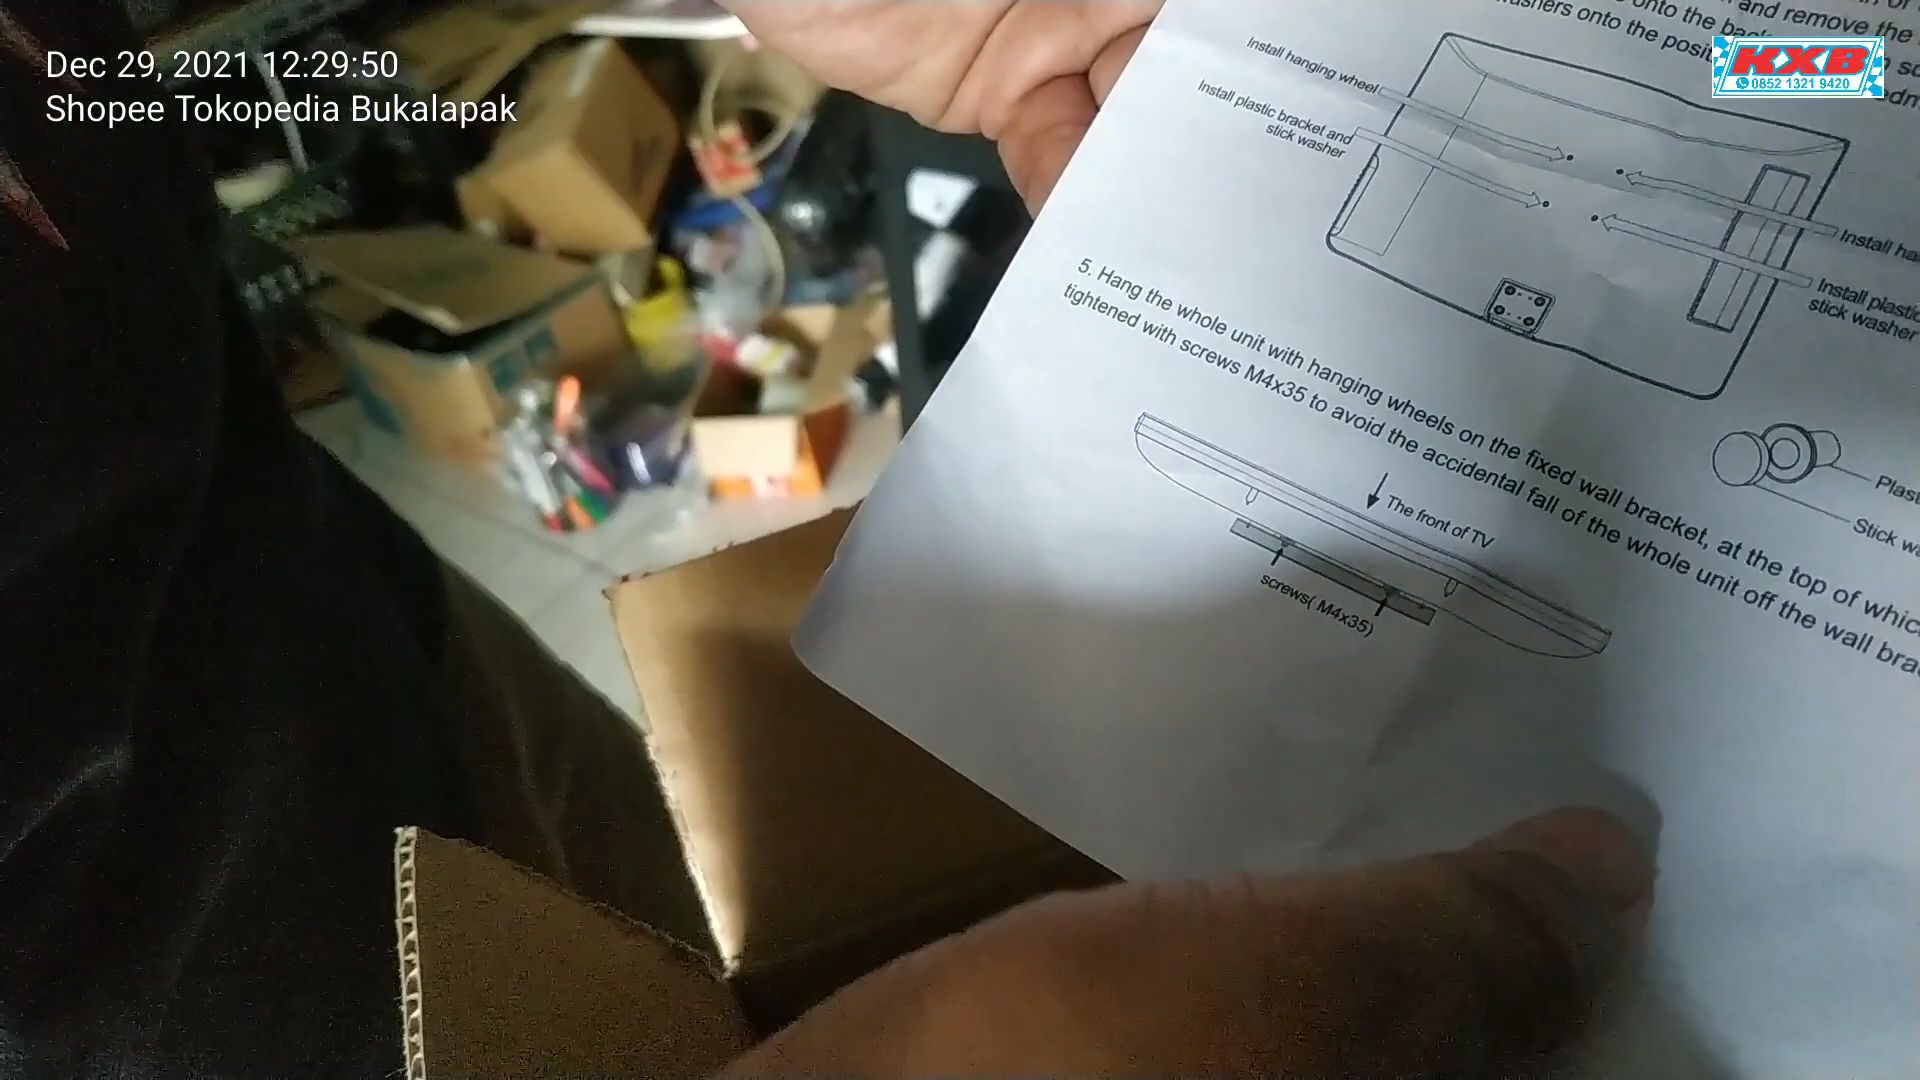 Dec 29, 2021 12:29:50
Shopee Tokopedia Bukalapak
KXB
0852 1321 9420
and remove the
onto the
onto the
Install hanging wheel
Install plastic bracket and
stick washer
Install
Install plastic
stick washer
5. Hang the whole unit with hanging wheels on the fixed wall bracket, at the top of
tightened with screws M4x35 to avoid the accidental fall of the whole unit off the wall
The front of TV
screws( M4x35)
Stick